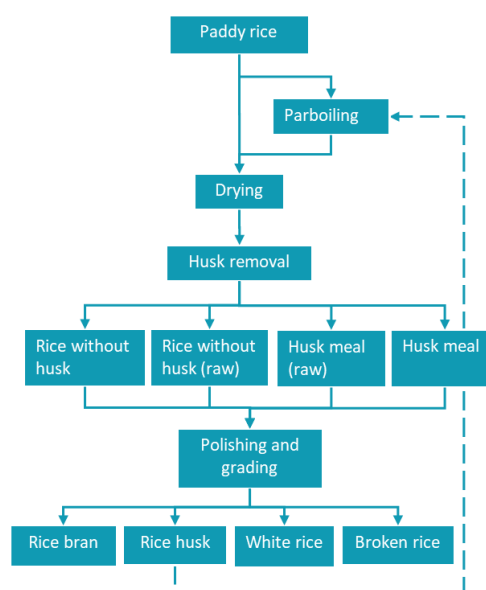 Paddy rice
Parboiling
Drying
Husk removal
Rice without
husk
Rice without
husk (raw)
Husk meal
(raw)
Husk meal
Polishing and
grading
Rice bran
Rice husk
White rice
Broken rice